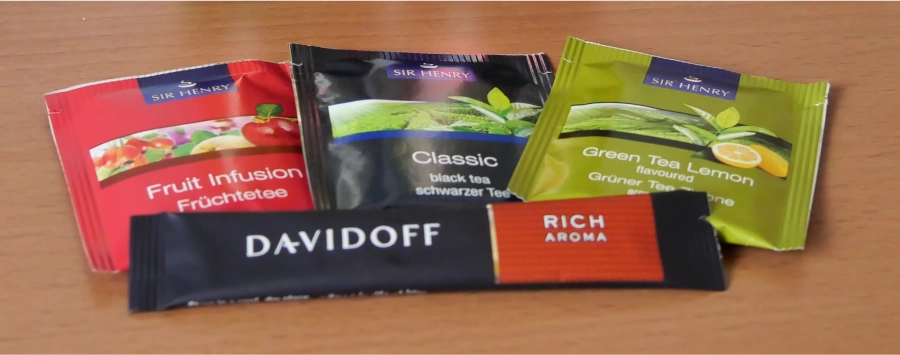 SIR HENRY
Fruit Infusion
Früchtetee
SIR HENRY
Classic
black tea
schwarzer Tee
SIR HENRY
Green Tea Lemon
flavoured
Grüner Tee
DAVIDOFF
RICH
AROMA